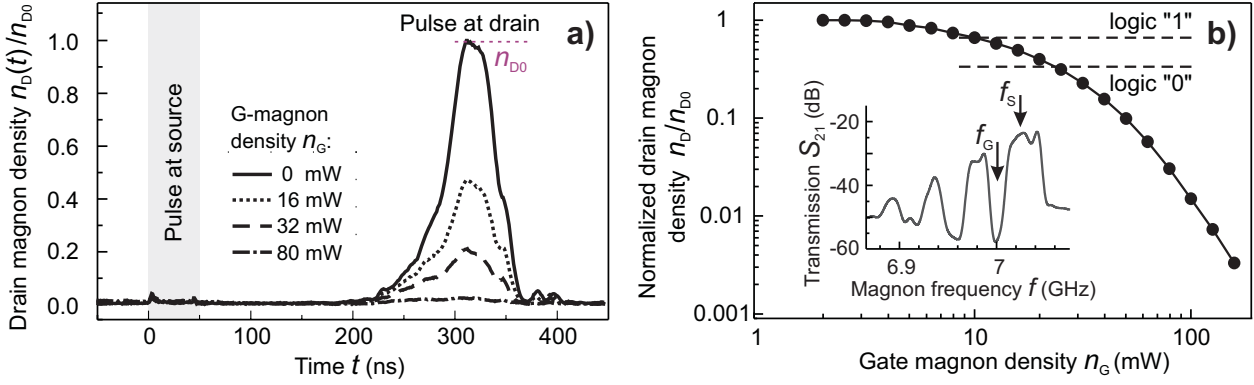 Drain magnon density n_D(t)/n_D0
1.0
0.8
0.6
0.4
0.2
0.0
Pulse at source
Pulse at drain
a)
n_D0
G-magnon
density n_G:
0 mW
16 mW
32 mW
80 mW
0
100
200
300
400
Time t (ns)
Normalized drain magnon
density n_D/n_D0
1
0.1
0.01
0.001
logic "1"
b)
logic "0"
f_S
f_G
Transmission S_21 (dB)
-20
-40
-60
6.9
7
Magnon frequency f (GHz)
1
10
100
Gate magnon density n_G (mW)